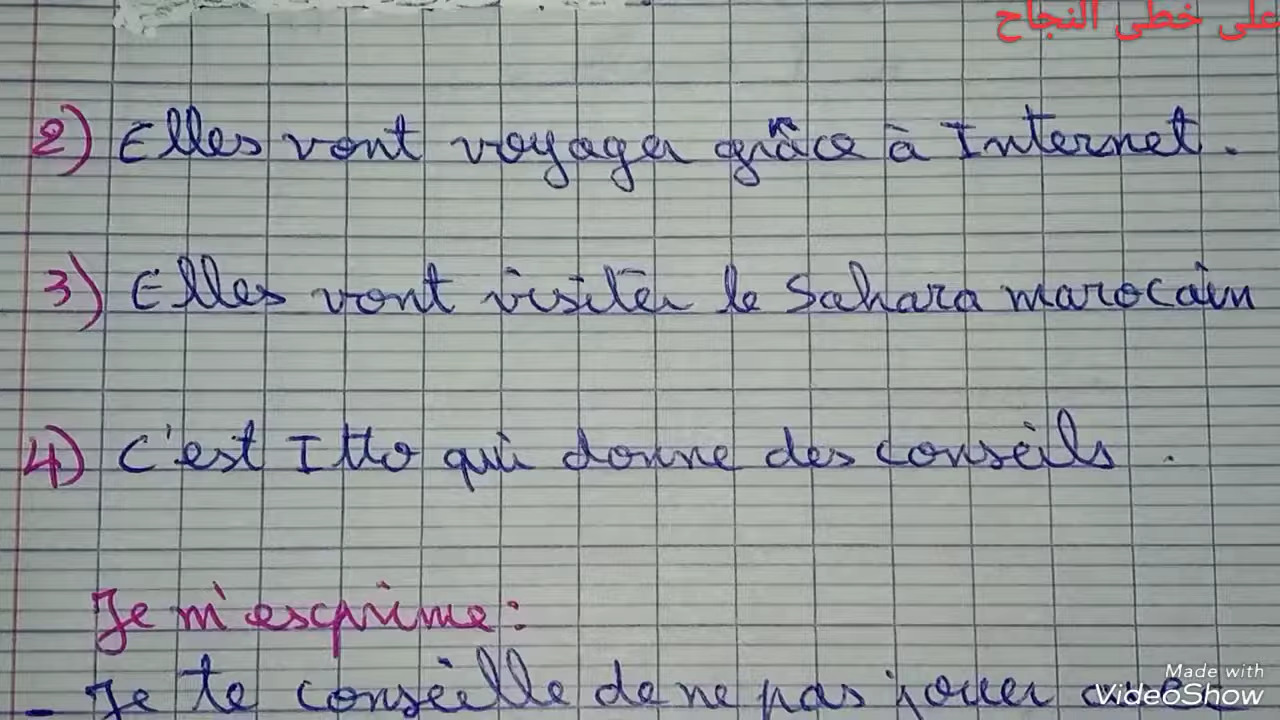 على خطى النجاح
2) Elles vont voyager grâce à Internet.
3) Elles vont visiter le Sahara marocain
4) C'est Itto qui donne des conseils.
Je m'exprime:
- Je te conseille de ne pas jouer avec
Made with
VideoShow